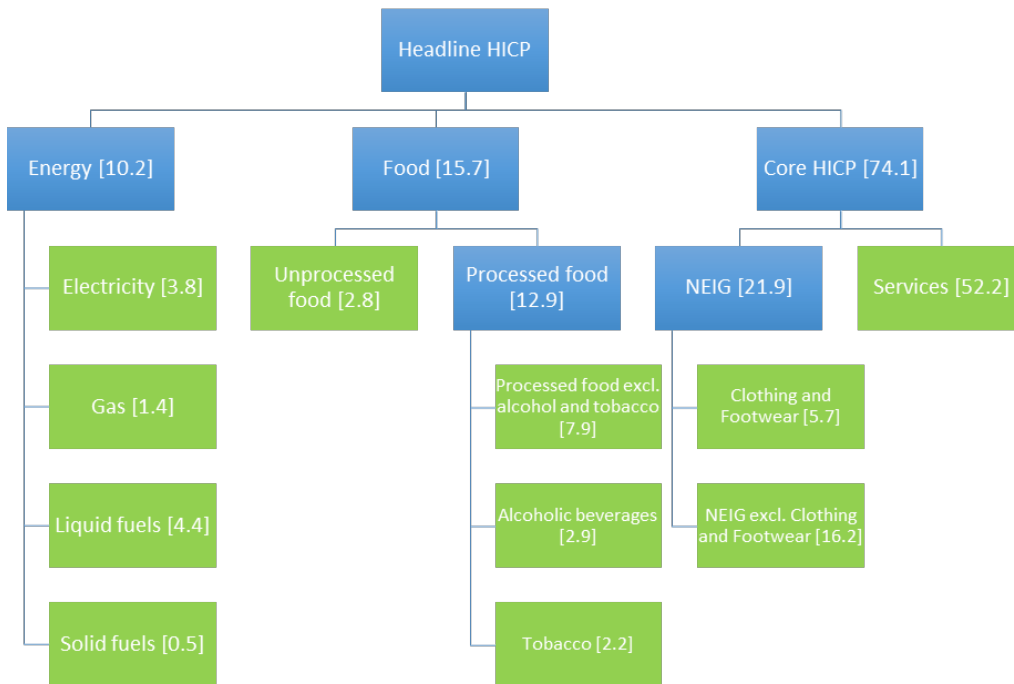 Headline HICP
Energy [10.2]
Food [15.7]
Core HICP [74.1]
Electricity [3.8]
Unprocessed
food [2.8]
Processed food
[12.9]
NEIG [21.9]
Services [52.2]
Gas [1.4]
Processed food excl.
alcohol and tobacco
[7.9]
Clothing and
Footwear [5.7]
Liquid fuels [4.4]
Alcoholic beverages
[2.9]
NEIG excl. Clothing
and Footwear [16.2]
Solid fuels [0.5]
Tobacco [2.2]